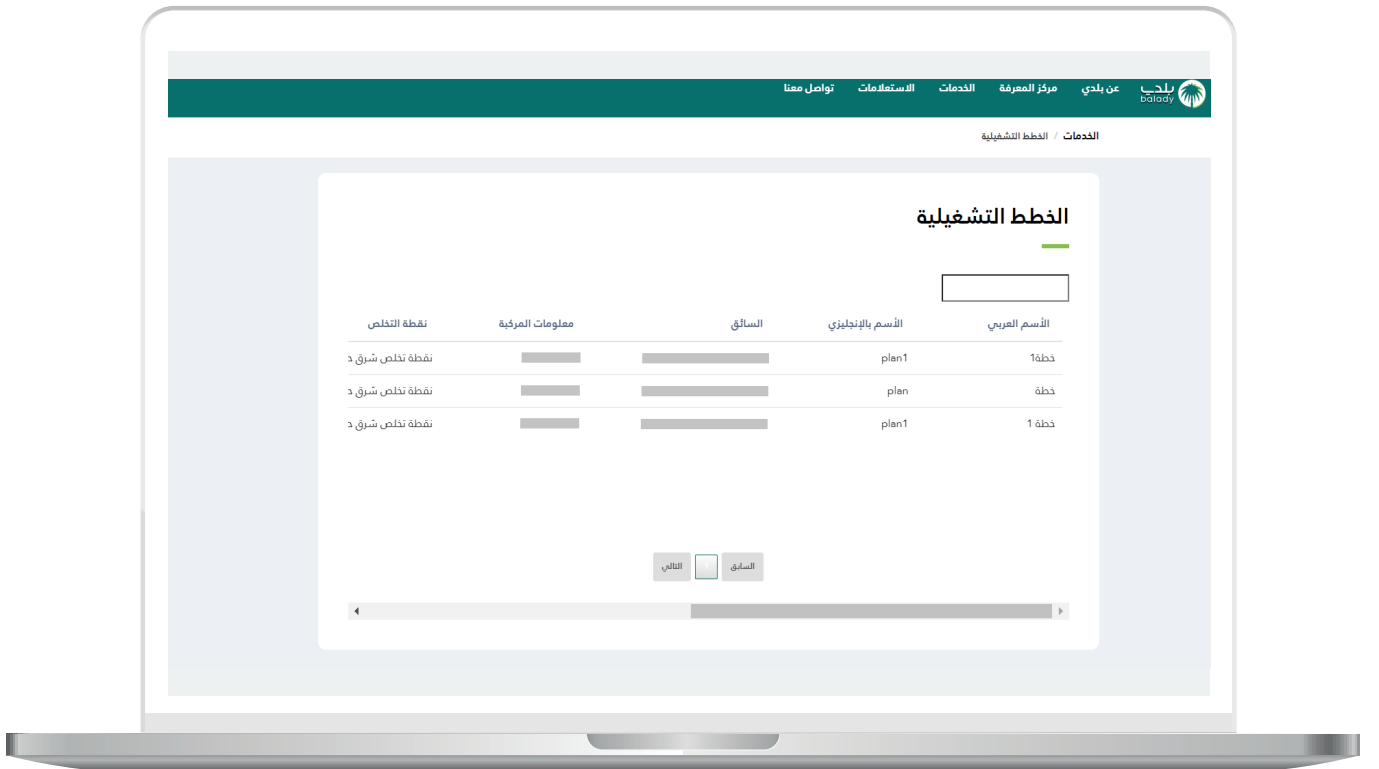 بلدي balady عن بلدي مركز المعرفة الخدمات الاستعلامات تواصل معنا
الخدمات / الخطط التشغيلية
الخطط التشغيلية
الأسم العربي الأسم بالإنجليزي السائق معلومات المركبة نقطة التخلص
خطة1 plan1 نقطة تخلص شرق
خطة plan نقطة تخلص شرق
خطة 1 plan1 نقطة تخلص شرق
السابق 1 التالي